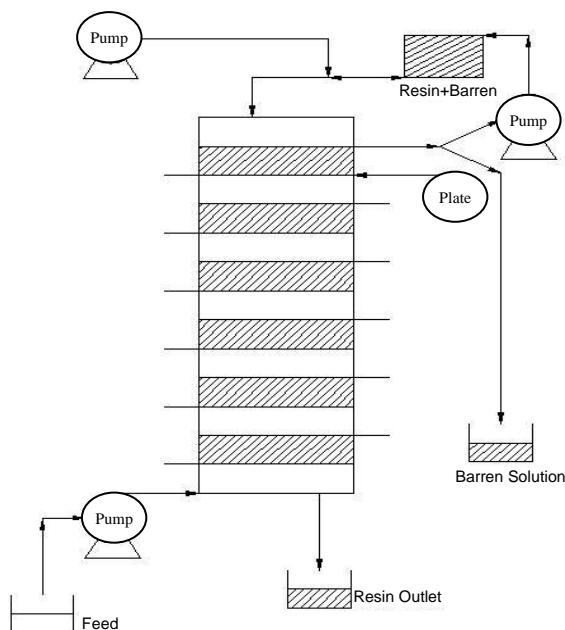 Pump
Resin+Barren
Pump
Plate
Barren Solution
Pump
Resin Outlet
Feed